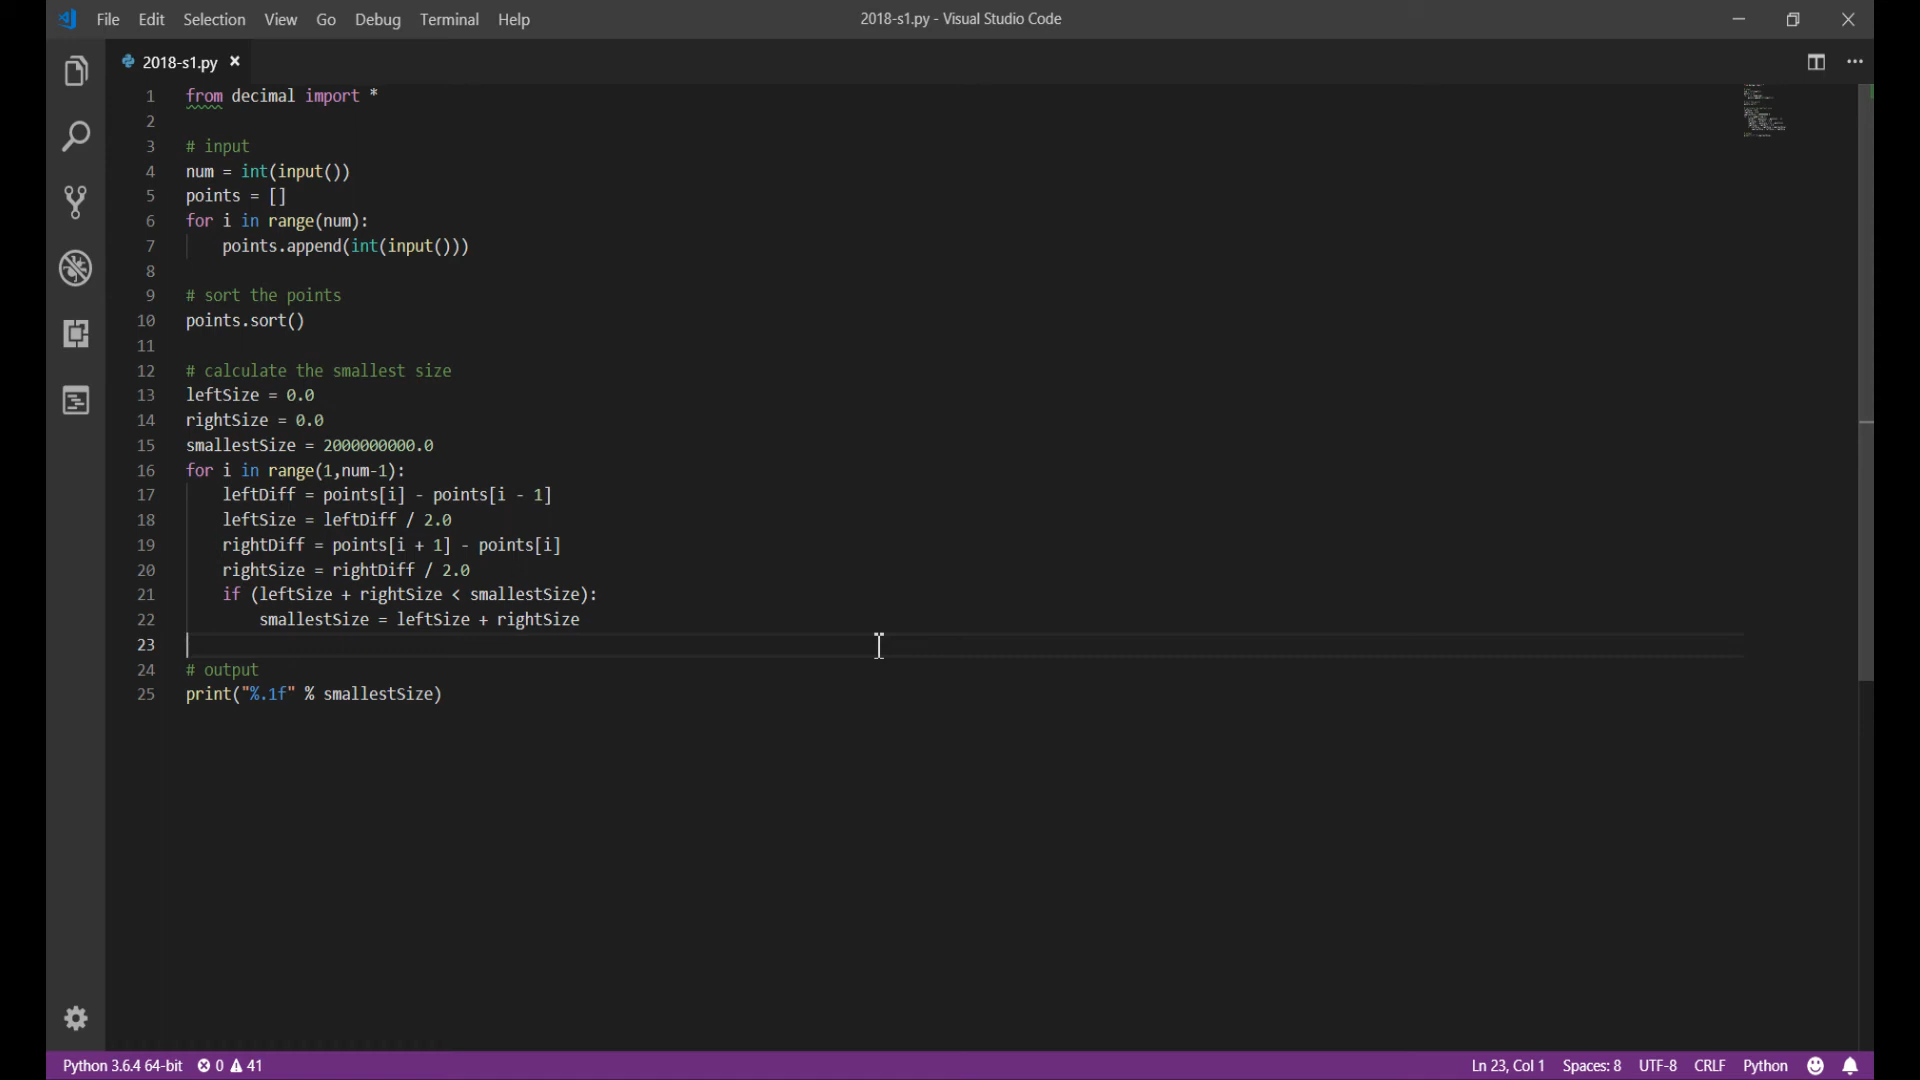 File Edit Selection View Go Debug Terminal Help 2018-s1.py - Visual Studio Code
2018-s1.py
1 from decimal import *
2
3 # input
4 num = int(input())
5 points = []
6 for i in range(num):
7 points.append(int(input()))
8
9 # sort the points
10 points.sort()
11
12 # calculate the smallest size
13 leftSize = 0.0
14 rightSize = 0.0
15 smallestSize = 2000000000.0
16 for i in range(1,num-1):
17 leftDiff = points[i] - points[i - 1]
18 leftSize = leftDiff / 2.0
19 rightDiff = points[i + 1] - points[i]
20 rightSize = rightDiff / 2.0
21 if (leftSize + rightSize < smallestSize):
22 smallestSize = leftSize + rightSize
23
24 # output
25 print("%.1f" % smallestSize)
Python 3.6.4 64-bit 0 41 Ln 23, Col 1 Spaces: 8 UTF-8 CRLF Python